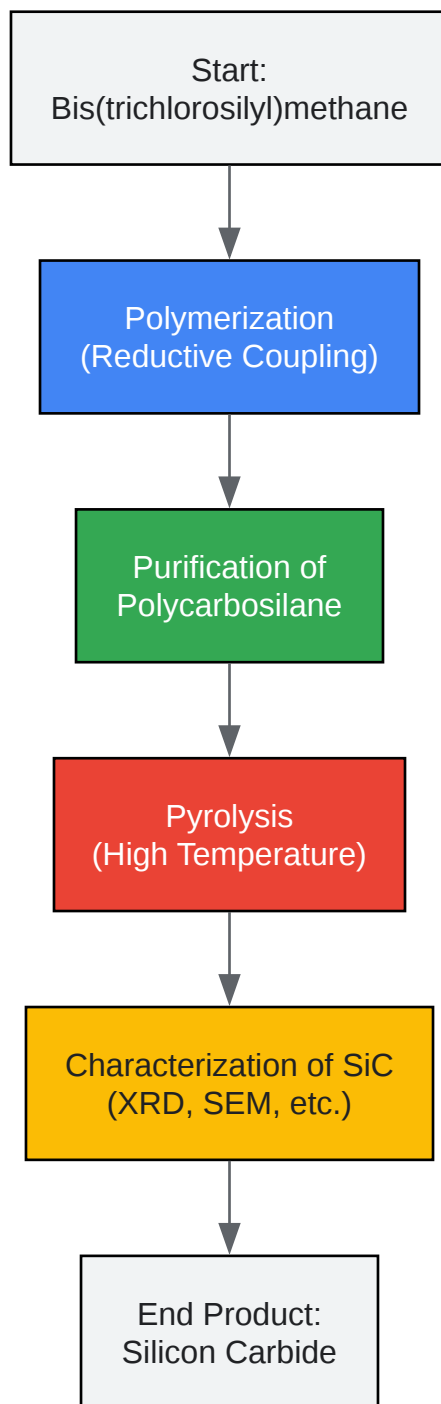 Start:
Bis(trichlorosilyl)methane
Polymerization
(Reductive Coupling)
Purification of
Polycarbosilane
Pyrolysis
(High Temperature)
Characterization of SiC
(XRD, SEM, etc.)
End Product:
Silicon Carbide